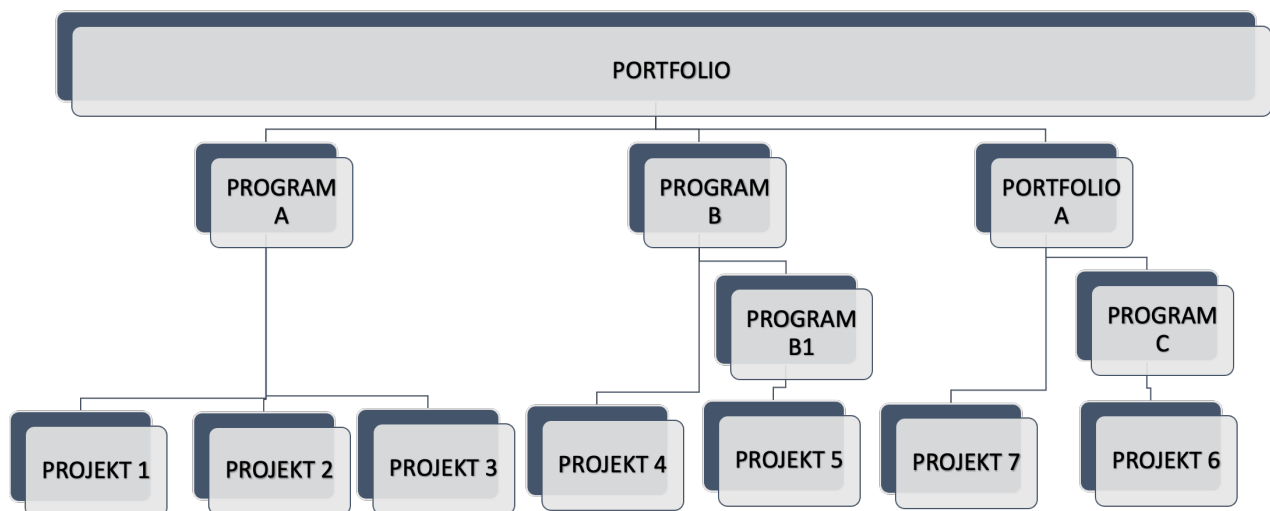 PORTFOLIO
PROGRAM
A
PROGRAM
B
PORTFOLIO
A
PROGRAM
B1
PROGRAM
C
PROJEKT 1
PROJEKT 2
PROJEKT 3
PROJEKT 4
PROJEKT 5
PROJEKT 7
PROJEKT 6